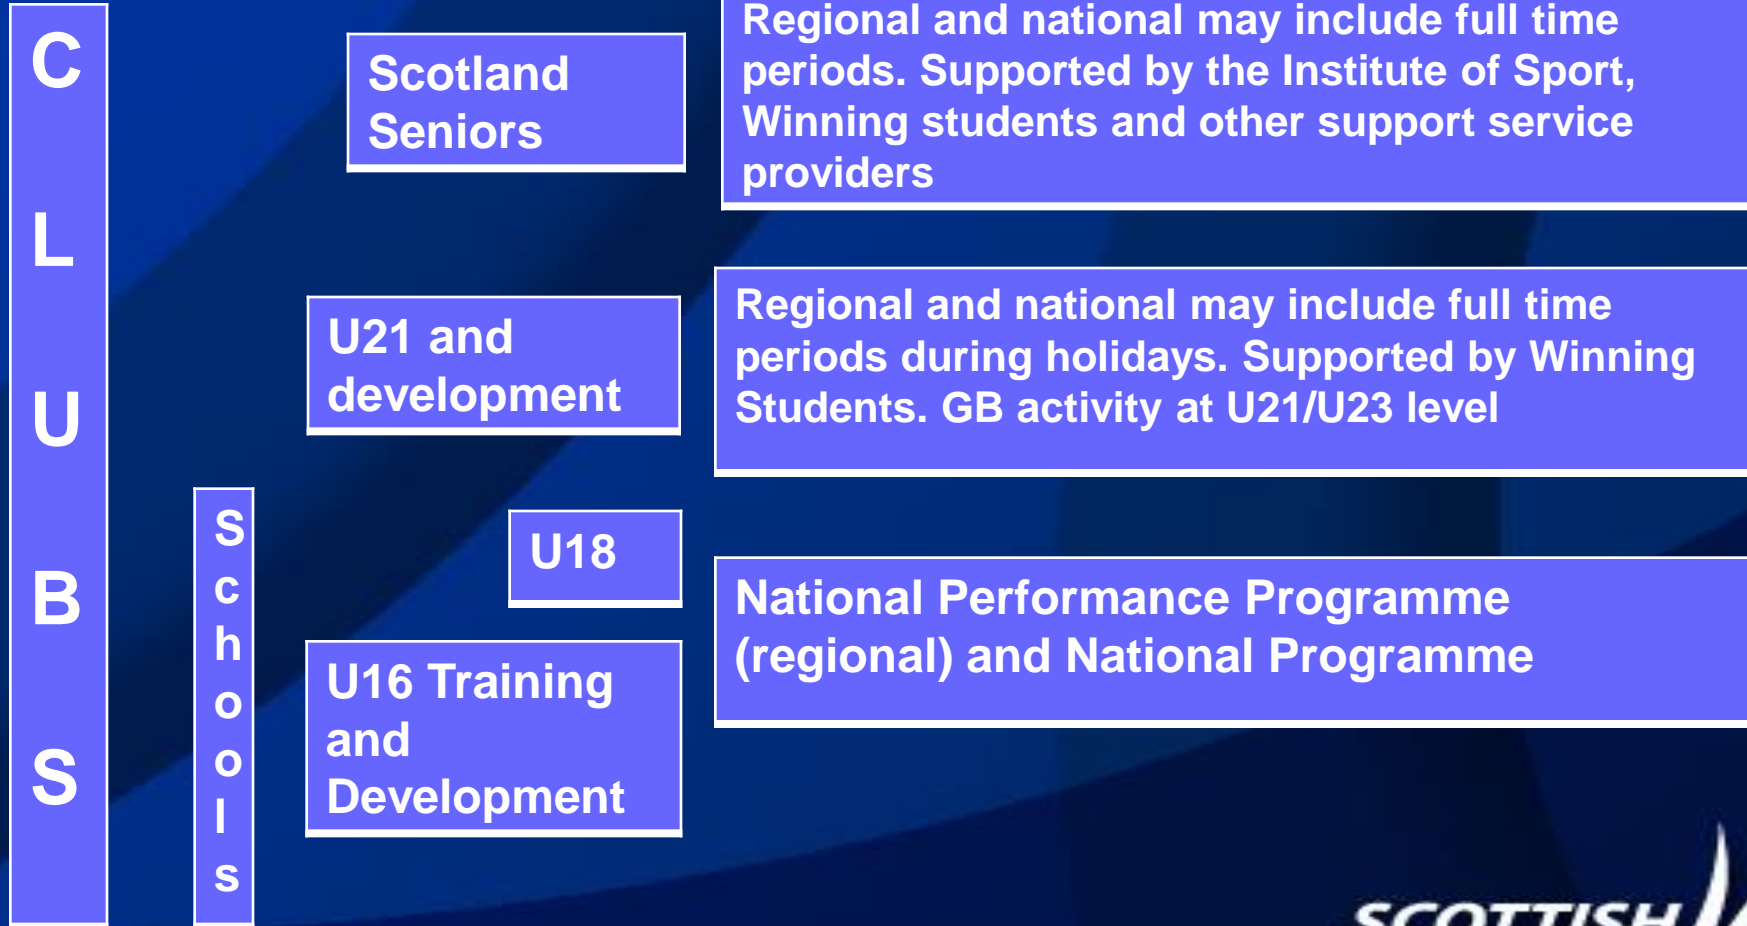 CLUBS
Scotland
Seniors
Regional and national may include full time
periods. Supported by the Institute of Sport,
Winning students and other support service
providers
U21 and
development
Regional and national may include full time
periods during holidays. Supported by Winning
Students. GB activity at U21/U23 level
Schools
U18
National Performance Programme
(regional) and National Programme
U16 Training
and
Development
SCOTTISH